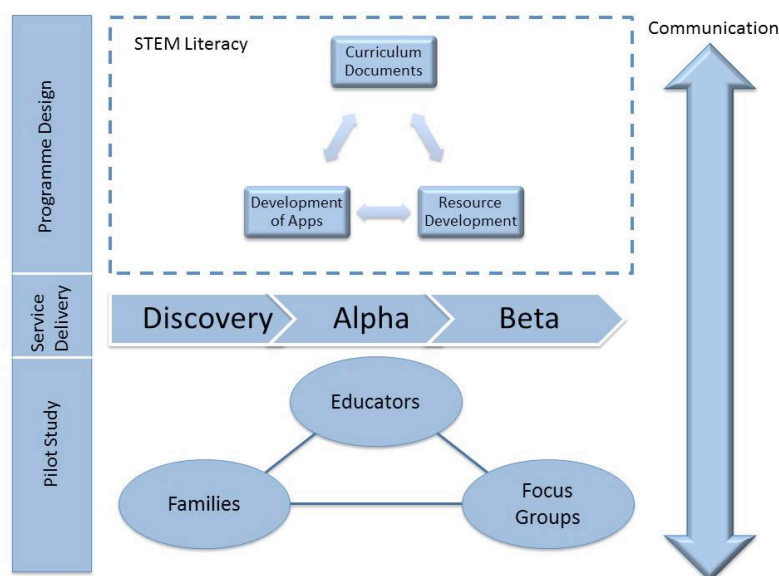 Communication
Programme Design
STEM Literacy
Curriculum
Documents
Development
of Apps
Resource
Development
Service
Delivery
Discovery
Alpha
Beta
Pilot Study
Educators
Families
Focus
Groups